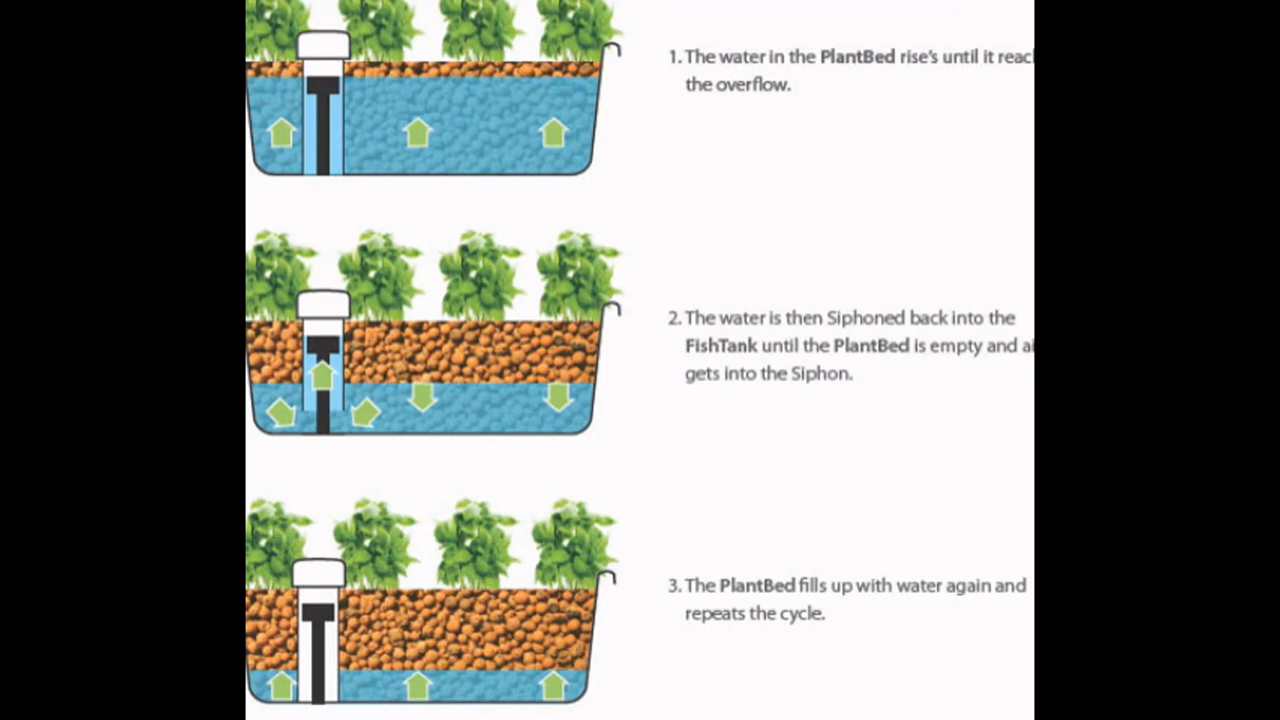 1. The water in the PlantBed rise's until it reac
the overflow.
2. The water is then Siphoned back into the
FishTank until the PlantBed is empty and ai
gets into the Siphon.
3. The PlantBed fills up with water again and
repeats the cycle.